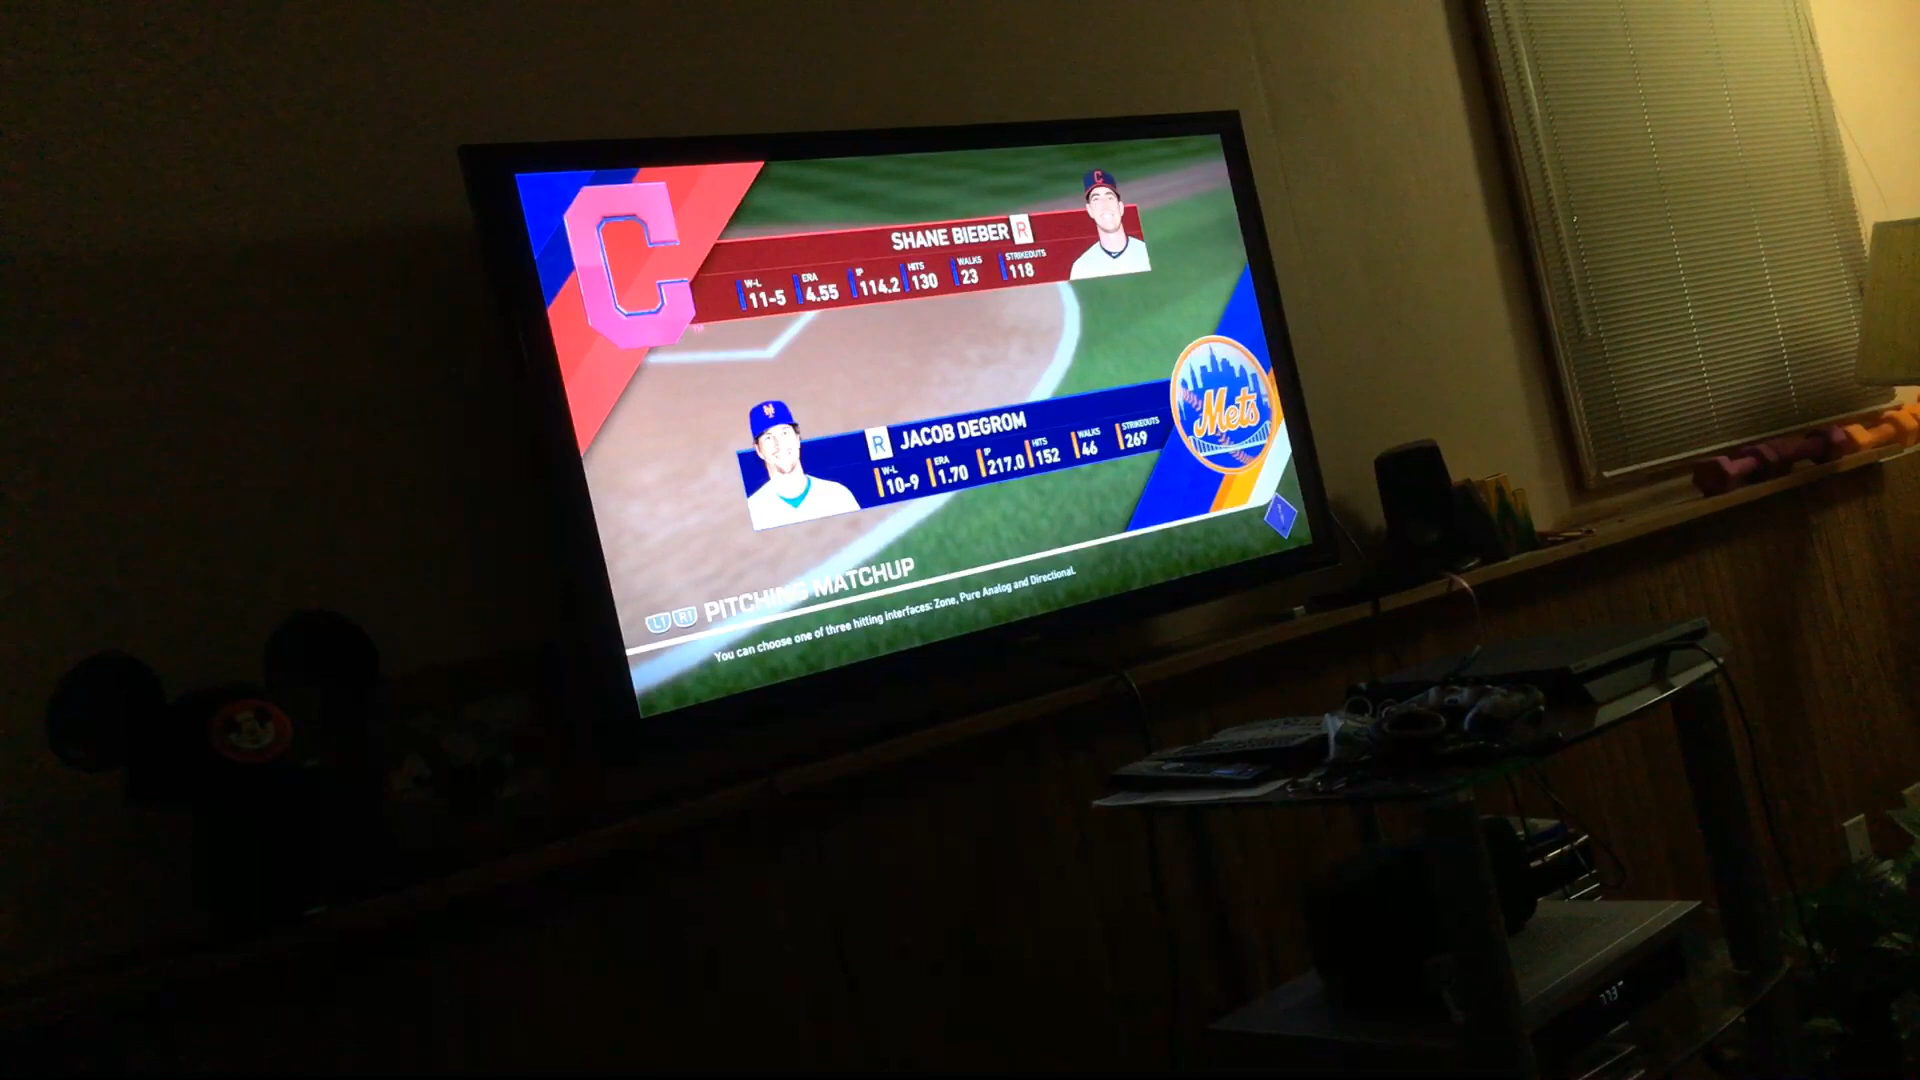 C
SHANE BIEBER R
W-L ERA IP HITS WALKS STRIKEOUTS
11-5 4.55 114.2 130 23 118
C
Mets
R JACOB DEGROM
W-L ERA IP HITS WALKS STRIKEOUTS
10-9 1.70 217.0 152 46 269
L1 R1 PITCHING MATCHUP
You can choose one of three hitting interfaces: Zone, Pure Analog and Directional.